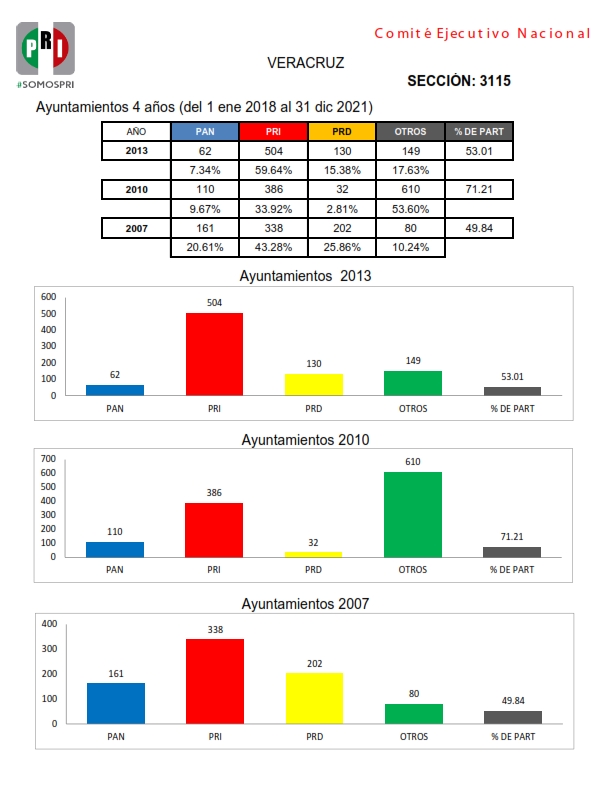 Comité Ejecutivo Nacional
PRI
#SOMOSPRI
VERACRUZ
SECCIÓN: 3115
Ayuntamientos 4 años (del 1 ene 2018 al 31 dic 2021)
AÑO PAN PRI PRD OTROS % DE PART
2013 62 504 130 149 53.01
7.34% 59.64% 15.38% 17.63%
2010 110 386 32 610 71.21
9.67% 33.92% 2.81% 53.60%
2007 161 338 202 80 49.84
20.61% 43.28% 25.86% 10.24%
Ayuntamientos 2013
600
500
400
300
200
100
0
62 504 130 149 53.01
PAN PRI PRD OTROS % DE PART
Ayuntamientos 2010
700
600
500
400
300
200
100
0
110 386 32 610 71.21
PAN PRI PRD OTROS % DE PART
Ayuntamientos 2007
400
300
200
100
0
161 338 202 80 49.84
PAN PRI PRD OTROS % DE PART